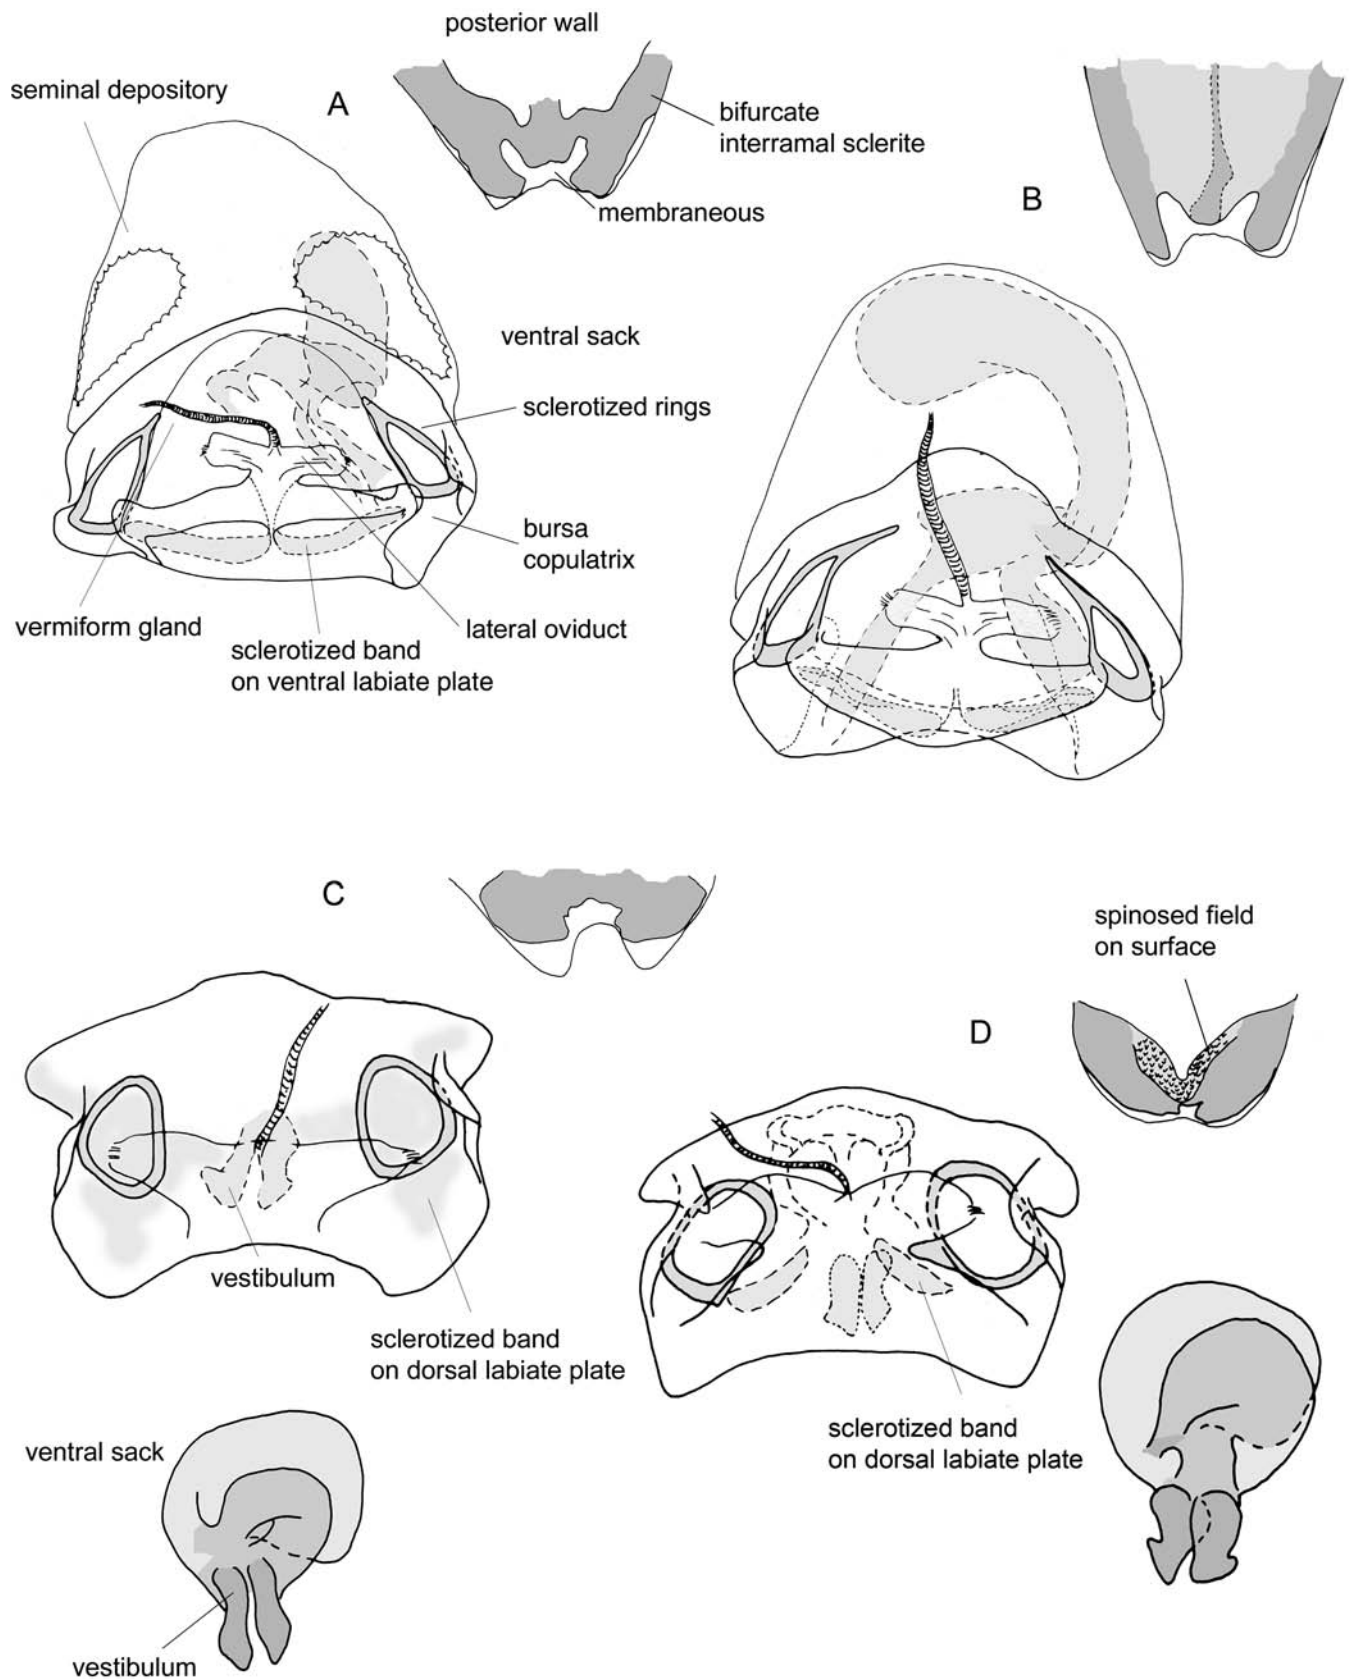 posterior wall
seminal depository
A
bifurcate
interramal sclerite
membraneous
B
ventral sack
sclerotized rings
bursa
copulatrix
vermiform gland
lateral oviduct
sclerotized band
on ventral labiate plate
C
spinosed field
on surface
D
vestibulum
sclerotized band
on dorsal labiate plate
sclerotized band
on dorsal labiate plate
ventral sack
vestibulum